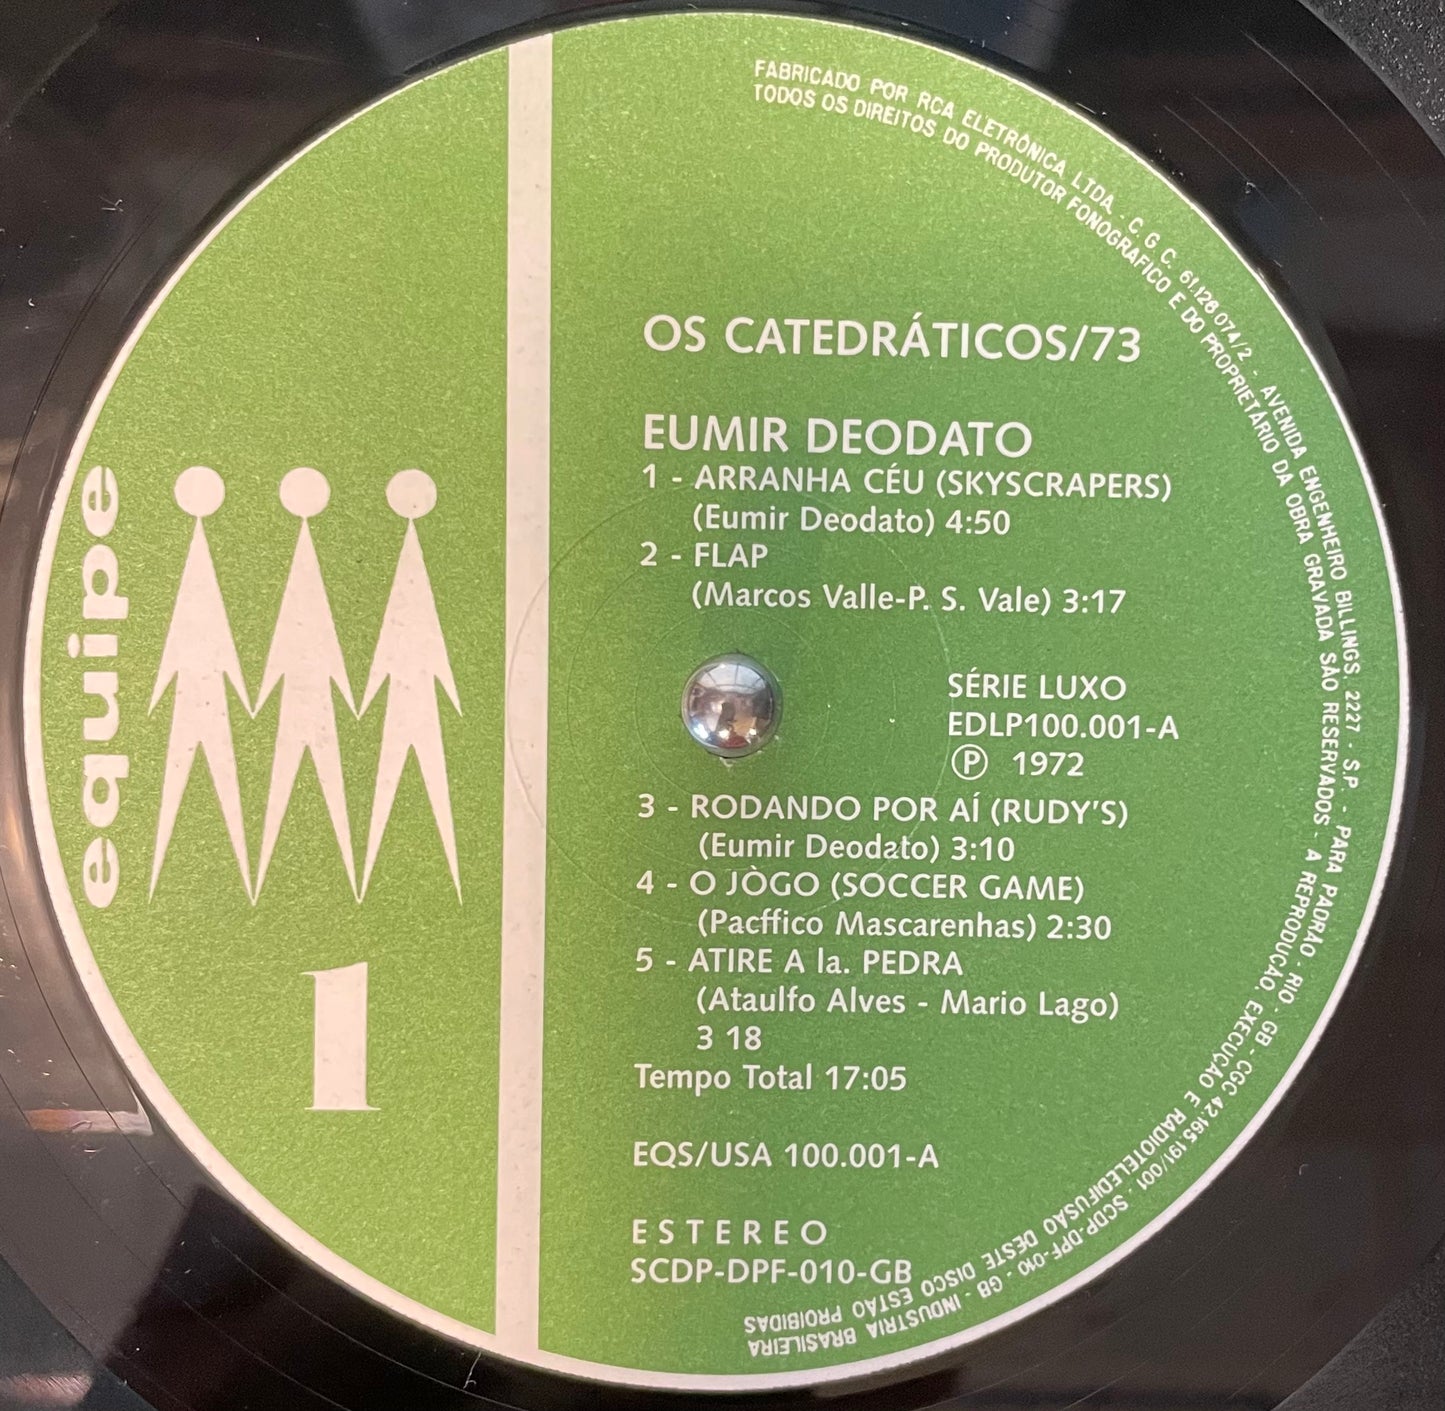 FABRICADO POR RCA ELETRÔNICA LTDA. - C. G. C. 61.128.074/2 - AVENIDA ENGENHEIRO BILLINGS. 2227 - S.P. - PARA PADRÃO - RIO - GB - CGC 42.165.191/001 - SCDP-DPF-010 - GB - INDUSTRIA BRASILEIRA
TODOS OS DIREITOS DO PRODUTOR FONOGRAFICO E DO PROPRIETÁRIO DA OBRA GRAVADA SÃO RESERVADOS - A REPRODUCAO. EXECUÇÃO E RADIOTELEDIFUSÃO DESTE DISCO ESTÃO PROIBIDAS
equipe
1
OS CATEDRÁTICOS/73
EUMIR DEODATO
1 - ARRANHA CÉU (SKYSCRAPERS)
(Eumir Deodato) 4:50
2 - FLAP
(Marcos Valle-P. S. Vale) 3:17
SÉRIE LUXO
EDLP100.001-A
Ⓟ 1972
3 - RODANDO POR AÍ (RUDY'S)
(Eumir Deodato) 3:10
4 - O JÒGO (SOCCER GAME)
(Pacffico Mascarenhas) 2:30
5 - ATIRE A la. PEDRA
(Ataulfo Alves - Mario Lago)
3 18
Tempo Total 17:05
EQS/USA 100.001-A
ESTEREO
SCDP-DPF-010-GB